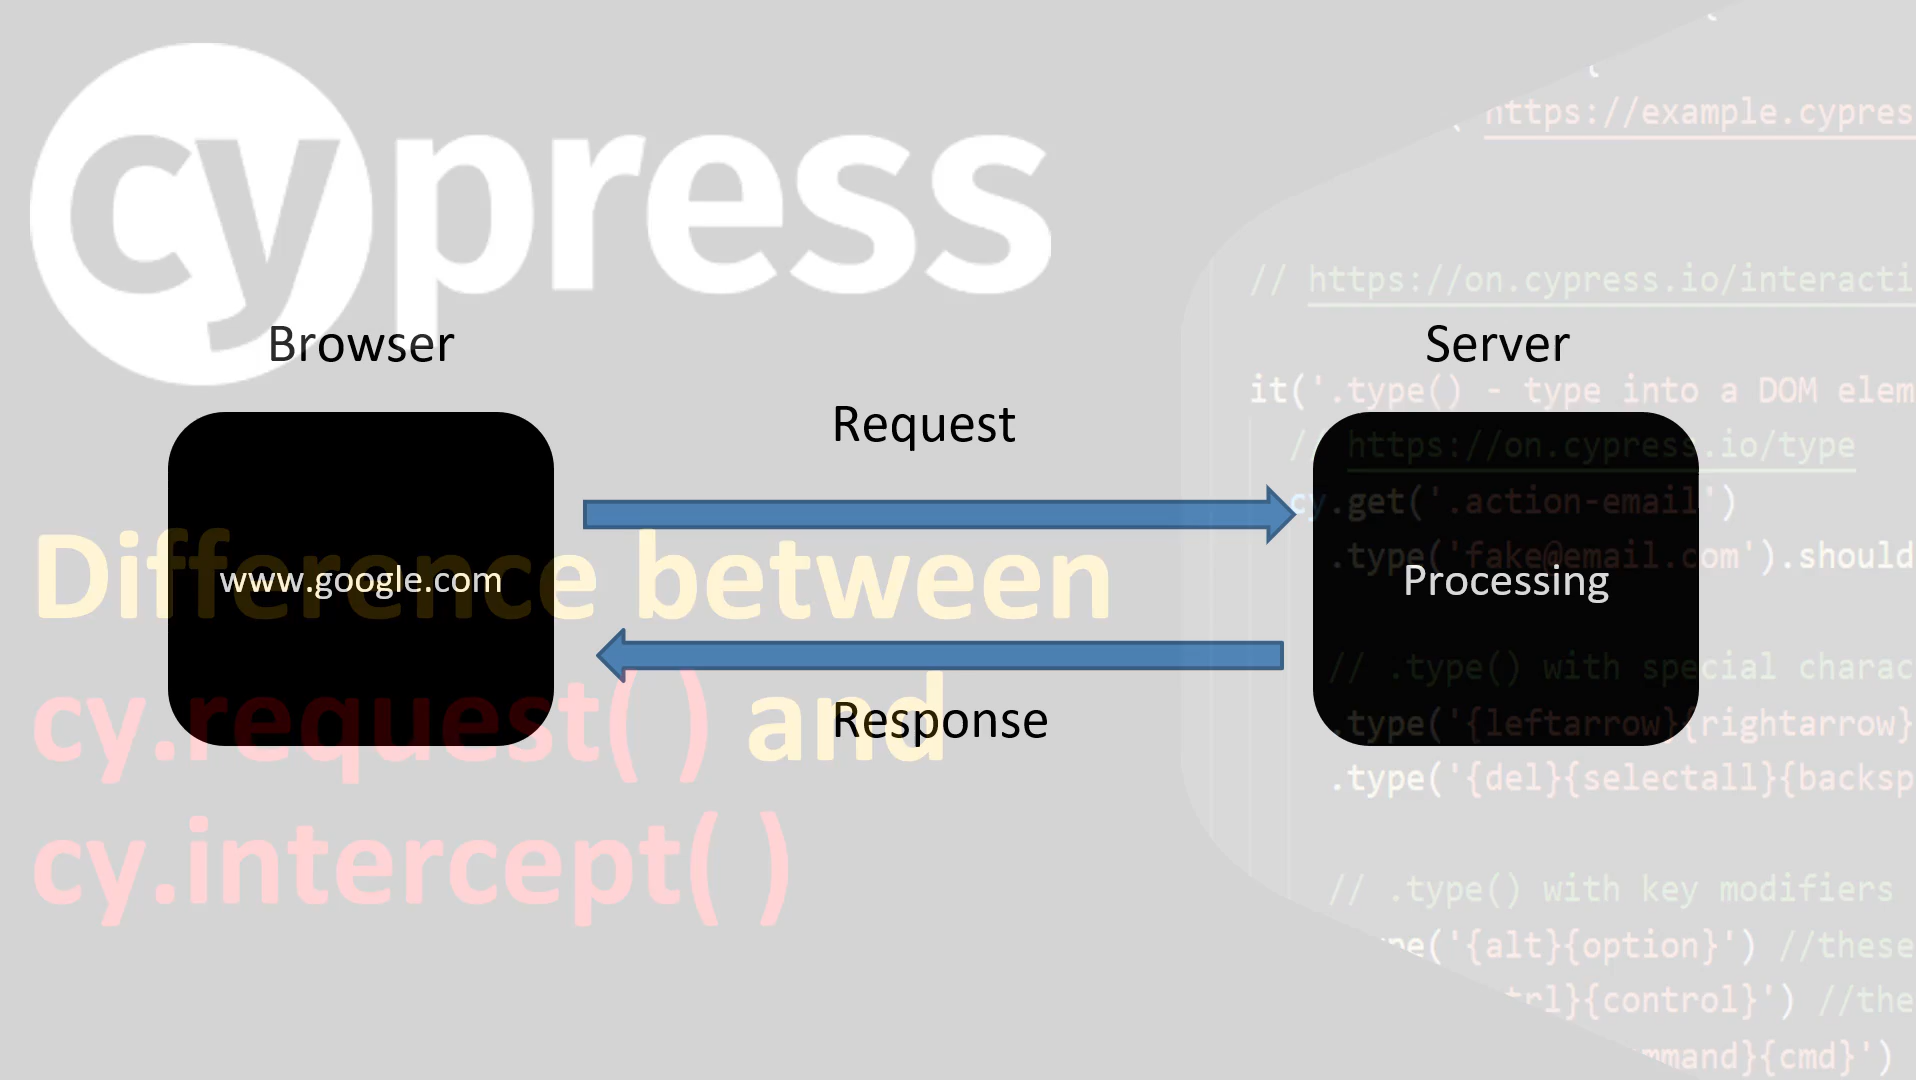 cypress
Browser
Server
Request
www.google.com
Processing
Response
Difference between
cy.request( ) and
cy.intercept( )
{
https://example.cypres
// https://on.cypress.io/interacti
it('.type() - type into a DOM elem
// https://on.cypress.io/type
cy.get('.action-email')
.type('fake@email.com').should
// .type() with special charac
.type('{leftarrow}{rightarrow}
.type('{del}{selectall}{backsp
// .type() with key modifiers
pe('{alt}{option}') //these
trl}{control}') //the
mmand}{cmd}')